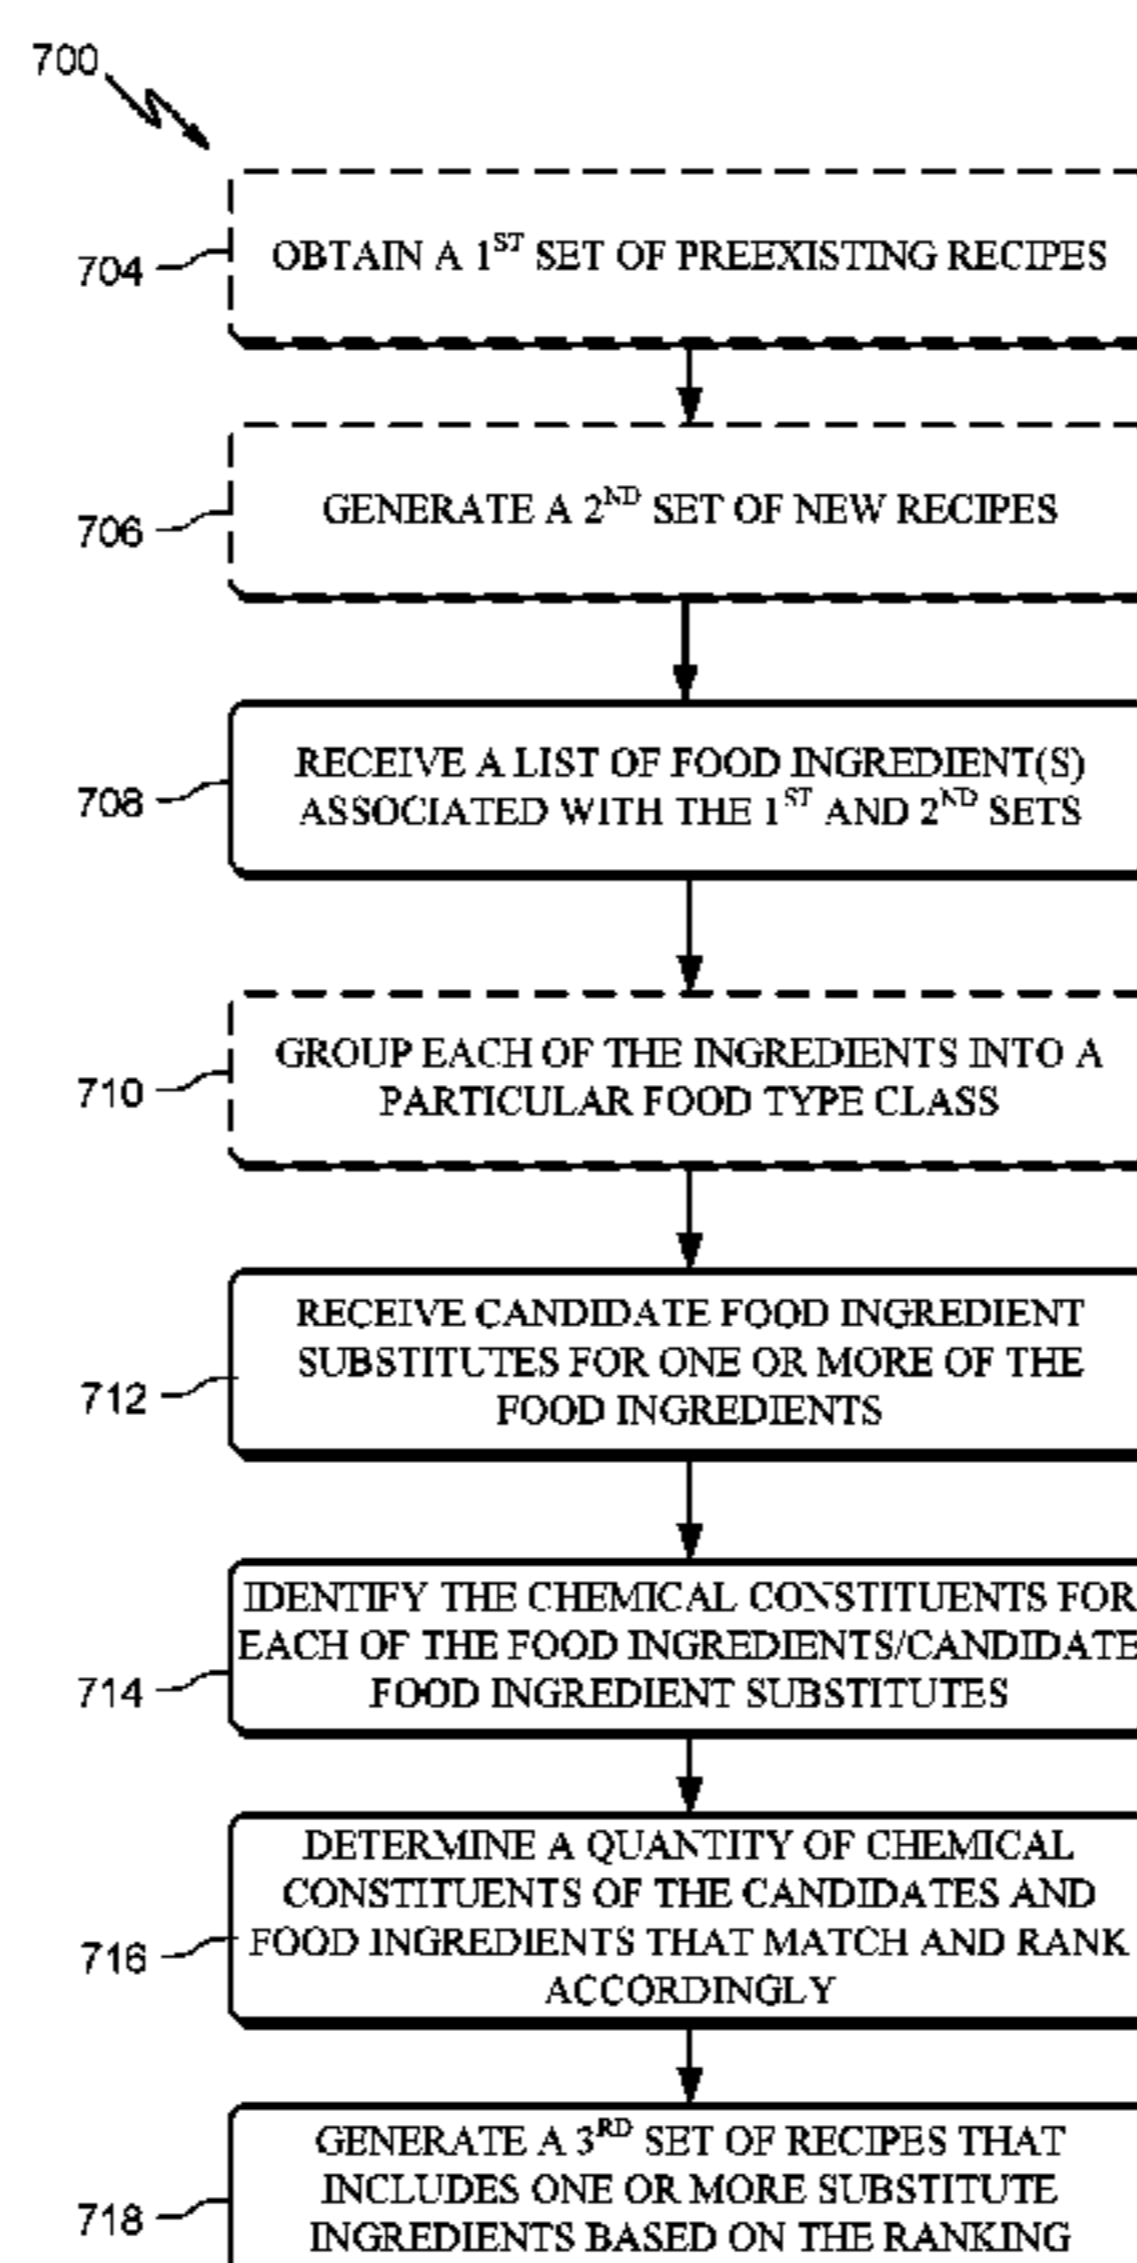 700
704
OBTAIN A 1ST SET OF PREEXISTING RECIPES
706
GENERATE A 2ND SET OF NEW RECIPES
708
RECEIVE A LIST OF FOOD INGREDIENT(S)
ASSOCIATED WITH THE 1ST AND 2ND SETS
710
GROUP EACH OF THE INGREDIENTS INTO A
PARTICULAR FOOD TYPE CLASS
712
RECEIVE CANDIDATE FOOD INGREDIENT
SUBSTITUTES FOR ONE OR MORE OF THE
FOOD INGREDIENTS
714
IDENTIFY THE CHEMICAL CONSTITUENTS FOR
EACH OF THE FOOD INGREDIENTS/CANDIDATE
FOOD INGREDIENT SUBSTITUTES
716
DETERMINE A QUANTITY OF CHEMICAL
CONSTITUENTS OF THE CANDIDATES AND
FOOD INGREDIENTS THAT MATCH AND RANK
ACCORDINGLY
718
GENERATE A 3RD SET OF RECIPES THAT
INCLUDES ONE OR MORE SUBSTITUTE
INGREDIENTS BASED ON THE RANKING